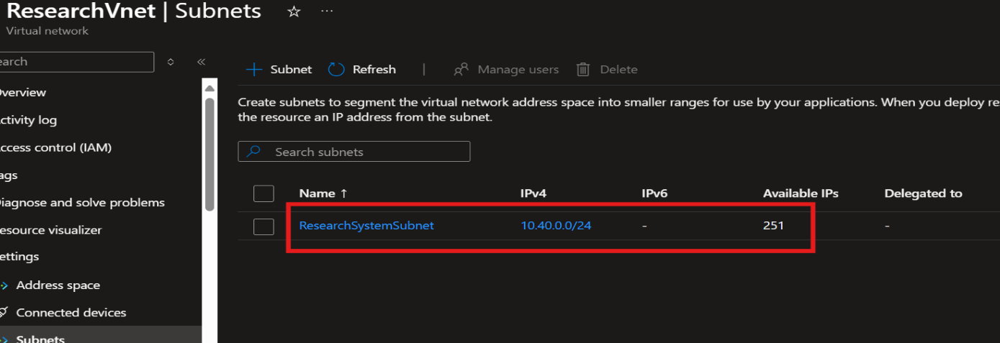 ResearchVnet | Subnets
Virtual network
earch
+ Subnet Refresh | Manage users Delete
Create subnets to segment the virtual network address space into smaller ranges for use by your applications. When you deploy re
the resource an IP address from the subnet.
Search subnets
Name ↑ IPv4 IPv6 Available IPs Delegated to
ResearchSystemSubnet 10.40.0.0/24 - 251 -
verview
ctivity log
ccess control (IAM)
ags
iagnose and solve problems
esource visualizer
ettings
Address space
Connected devices
Subnets